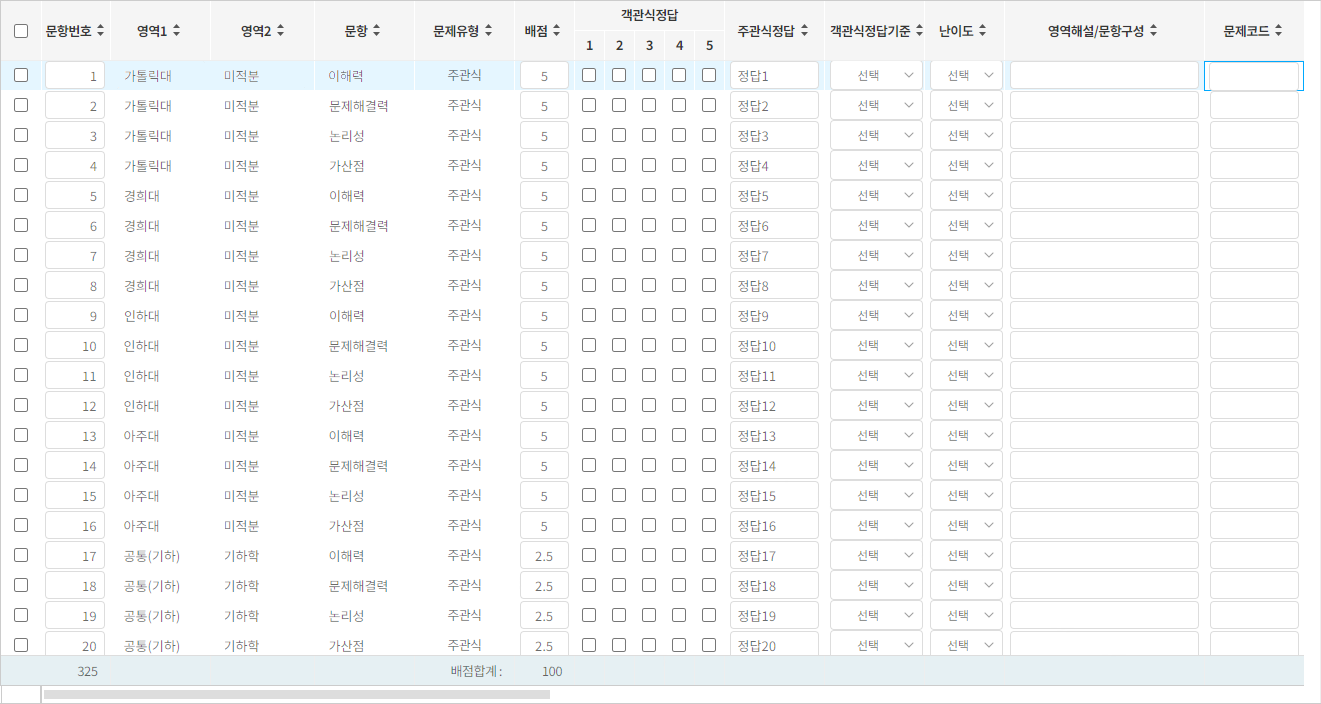 문항번호 영역1 영역2 문항 문제유형 배점 객관식정답 주관식정답 객관식정답기준 난이도 영역해설/문항구성 문제코드
1 2 3 4 5
1 가톨릭대 미적분 이해력 주관식 5 정답1 선택 선택
2 가톨릭대 미적분 문제해결력 주관식 5 정답2 선택 선택
3 가톨릭대 미적분 논리성 주관식 5 정답3 선택 선택
4 가톨릭대 미적분 가산점 주관식 5 정답4 선택 선택
5 경희대 미적분 이해력 주관식 5 정답5 선택 선택
6 경희대 미적분 문제해결력 주관식 5 정답6 선택 선택
7 경희대 미적분 논리성 주관식 5 정답7 선택 선택
8 경희대 미적분 가산점 주관식 5 정답8 선택 선택
9 인하대 미적분 이해력 주관식 5 정답9 선택 선택
10 인하대 미적분 문제해결력 주관식 5 정답10 선택 선택
11 인하대 미적분 논리성 주관식 5 정답11 선택 선택
12 인하대 미적분 가산점 주관식 5 정답12 선택 선택
13 아주대 미적분 이해력 주관식 5 정답13 선택 선택
14 아주대 미적분 문제해결력 주관식 5 정답14 선택 선택
15 아주대 미적분 논리성 주관식 5 정답15 선택 선택
16 아주대 미적분 가산점 주관식 5 정답16 선택 선택
17 공통(기하) 기하학 이해력 주관식 2.5 정답17 선택 선택
18 공통(기하) 기하학 문제해결력 주관식 2.5 정답18 선택 선택
19 공통(기하) 기하학 논리성 주관식 2.5 정답19 선택 선택
20 공통(기하) 기하학 가산점 주관식 2.5 정답20 선택 선택
325 배점합계 : 100